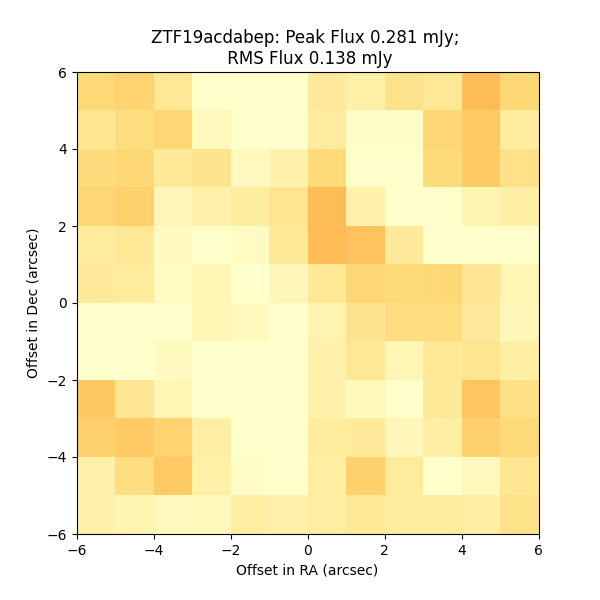 ZTF19acdabep: Peak Flux 0.281 mJy;
RMS Flux 0.138 mJy
6
4
2
0
−2
−4
−6
Offset in Dec (arcsec)
−6 −4 −2 0 2 4 6
Offset in RA (arcsec)